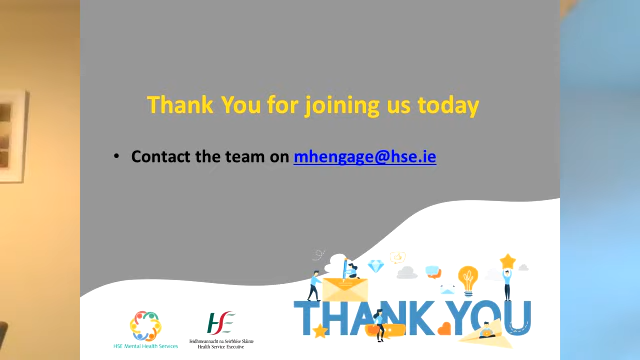 Thank You for joining us today
• Contact the team on mhengage@hse.ie
THANK YOU
HSE Mental Health Services
Feidhmeannacht na Seirbhíse Sláinte
Health Service Executive